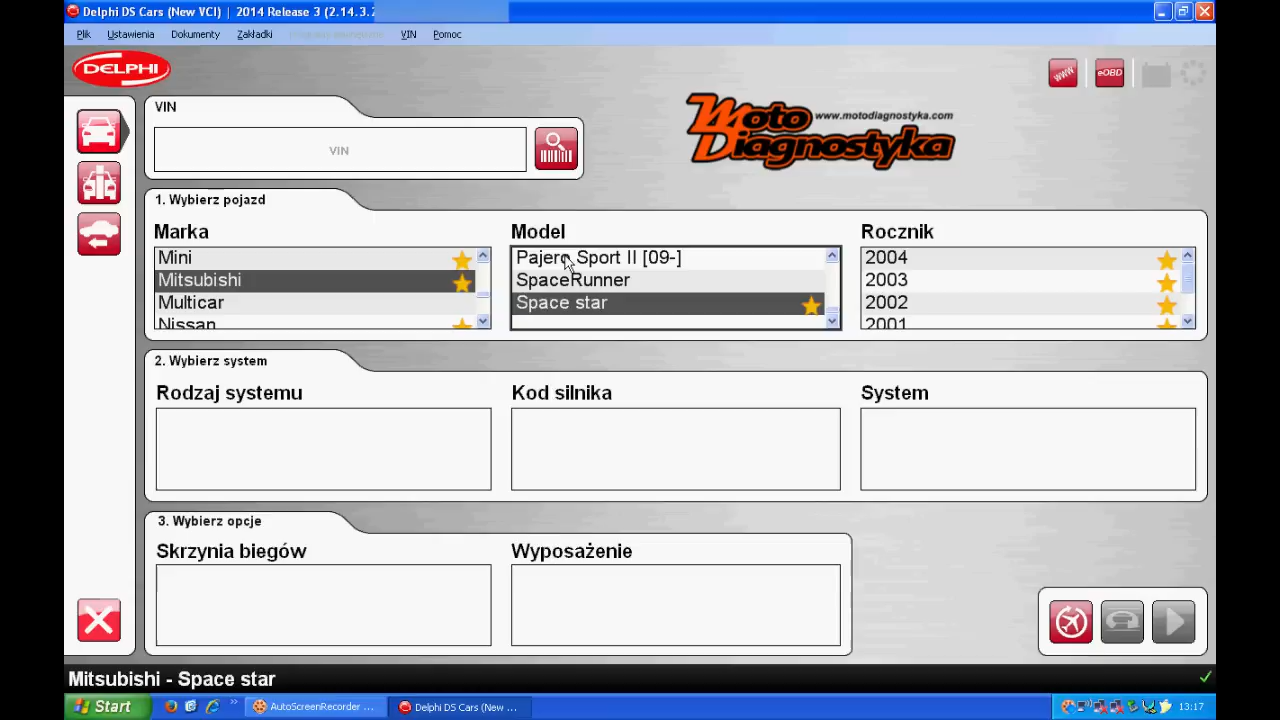 Delphi DS Cars (New VCI) | 2014 Release 3 (2.14.3.
Plik Ustawienia Dokumenty Zakładki VIN Pomoc
DELPHI
www eOBD
VIN
VIN
Moto www.motodiagnostyka.com
Diagnostyka
1. Wybierz pojazd
Marka Model Rocznik
Mini Pajero Sport II [09-] 2004
Mitsubishi SpaceRunner 2003
Multicar Space star 2002
Nissan 2001
2. Wybierz system
Rodzaj systemu Kod silnika System
3. Wybierz opcje
Skrzynia biegów Wyposażenie
Mitsubishi - Space star
Start AutoScreenRecorder ... Delphi DS Cars (New ... 13:17